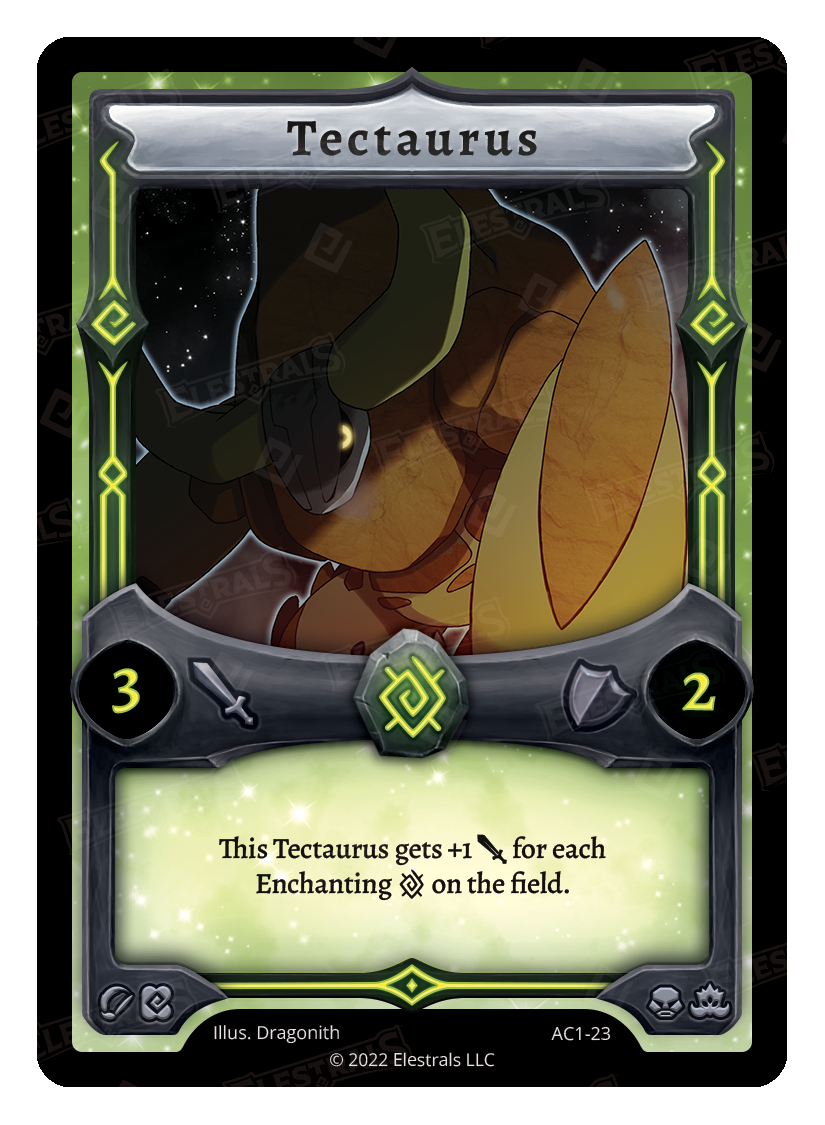 Tectaurus
3
2
This Tectaurus gets +1 for each
Enchanting on the field.
Illus. Dragonith
AC1-23
© 2022 Elestrals LLC
ELESTRALS